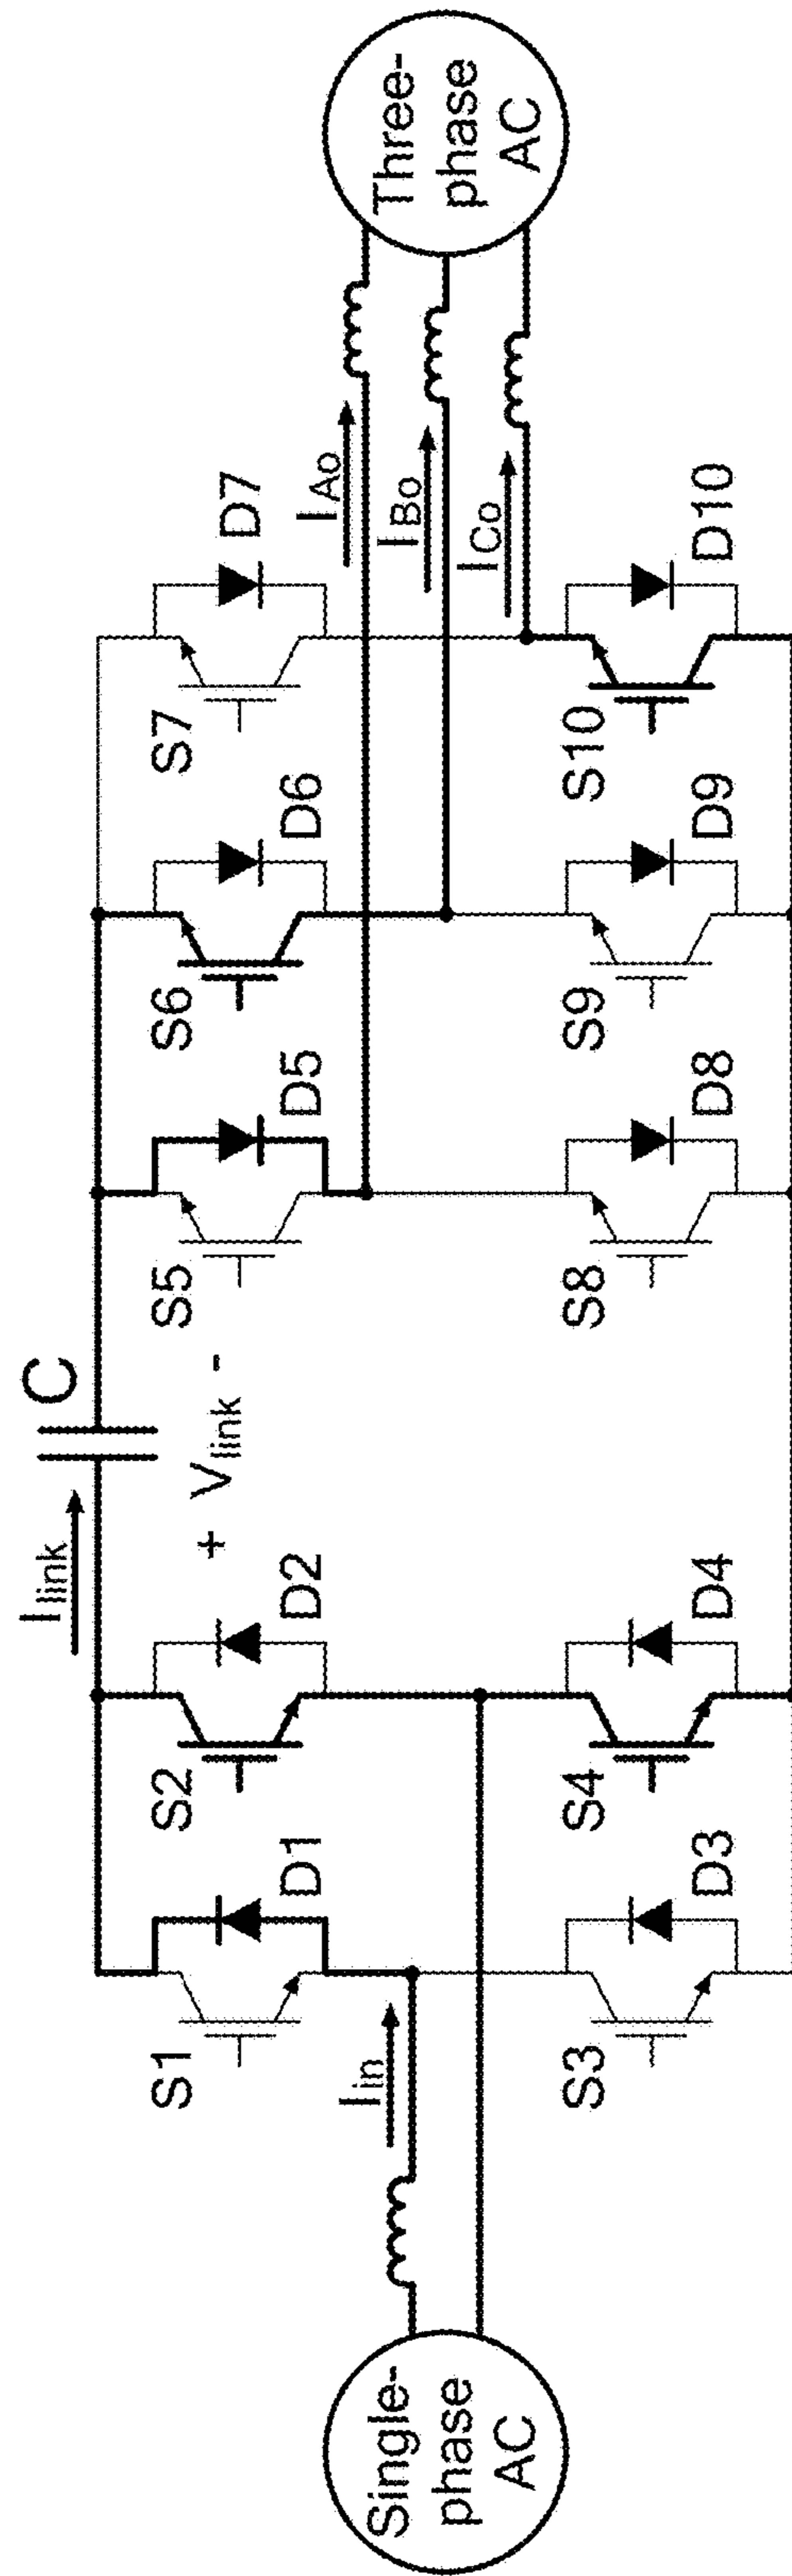 Single-
phase
AC
I_in
S1
D1
S2
D2
S3
D3
S4
D4
I_link
C
+ V_link -
S5
D5
S6
D6
S7
D7
S8
D8
S9
D9
S10
D10
I_Ao
I_Bo
I_Co
Three-
phase
AC